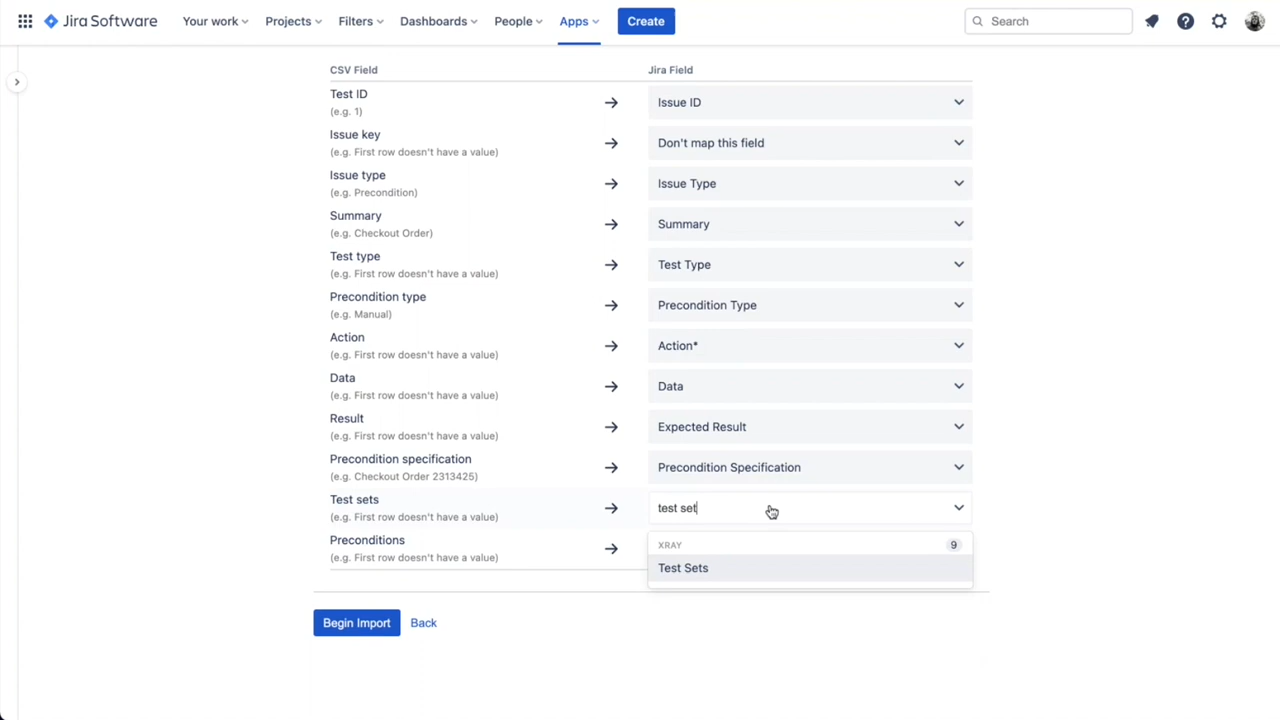 Jira Software Your work Projects Filters Dashboards People Apps Create Search
CSV Field Jira Field
Test ID
(e.g. 1)
Issue ID
Issue key
(e.g. First row doesn't have a value)
Don't map this field
Issue type
(e.g. Precondition)
Issue Type
Summary
(e.g. Checkout Order)
Summary
Test type
(e.g. First row doesn't have a value)
Test Type
Precondition type
(e.g. Manual)
Precondition Type
Action
(e.g. First row doesn't have a value)
Action*
Data
(e.g. First row doesn't have a value)
Data
Result
(e.g. First row doesn't have a value)
Expected Result
Precondition specification
(e.g. Checkout Order 2313425)
Precondition Specification
Test sets
(e.g. First row doesn't have a value)
test set
Preconditions
(e.g. First row doesn't have a value)
XRAY 9
Test Sets
Begin Import Back